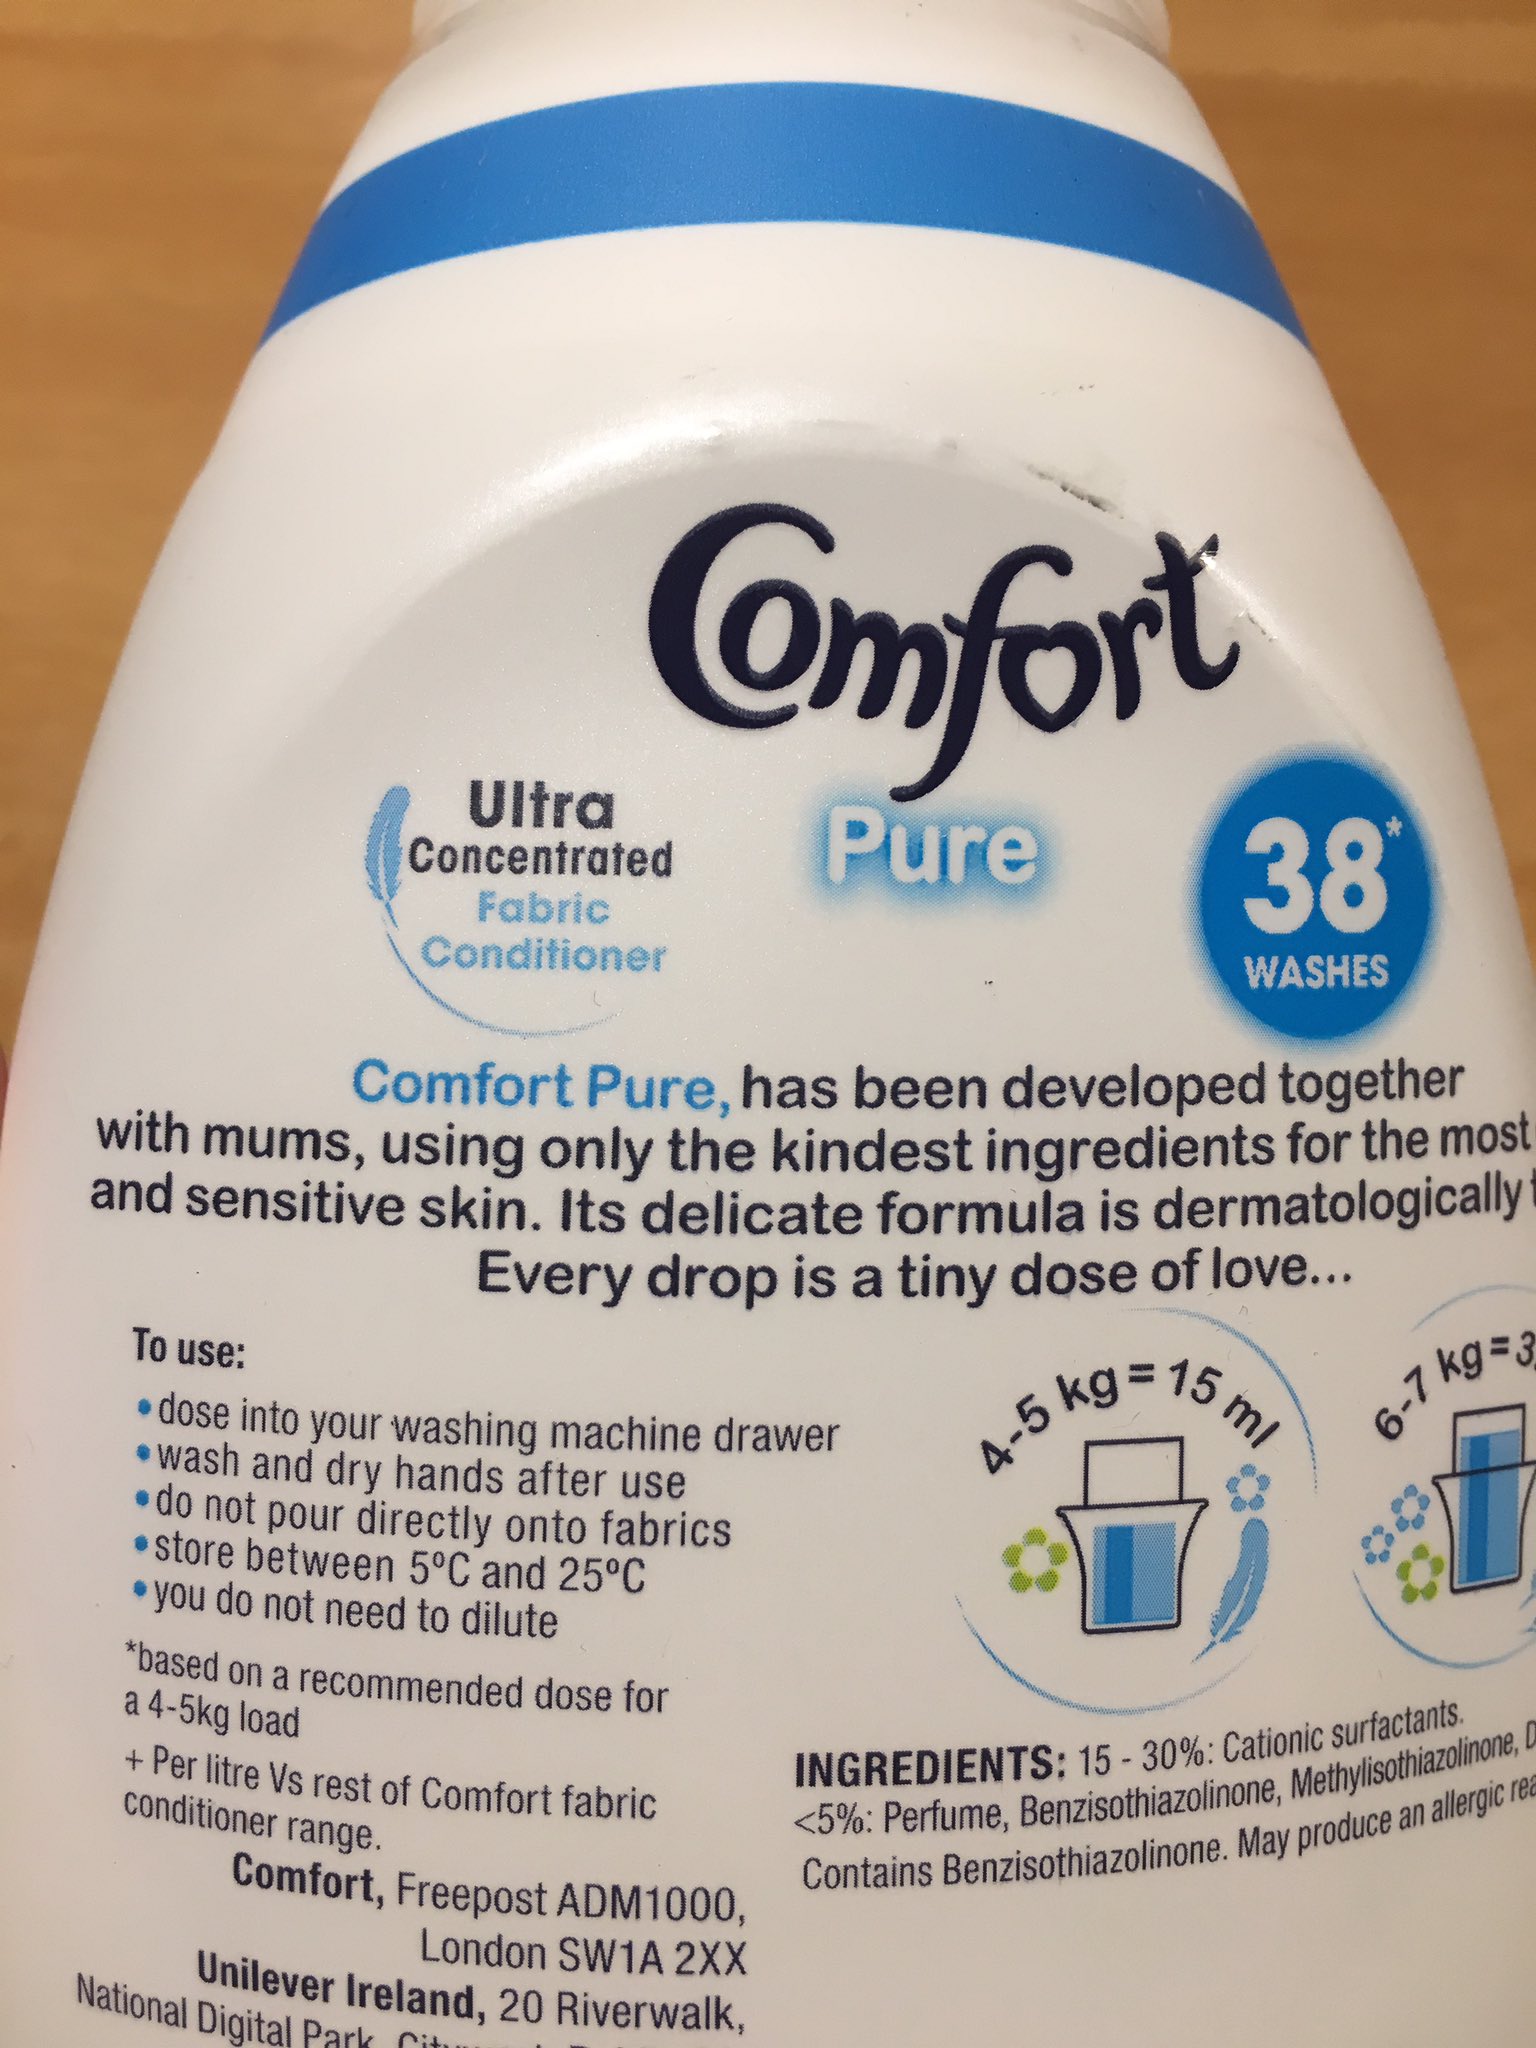 Comfort
Pure
Ultra
Concentrated
Fabric
Conditioner
38*
WASHES
Comfort Pure, has been developed together
with mums, using only the kindest ingredients for the most
and sensitive skin. Its delicate formula is dermatologically
Every drop is a tiny dose of love...
To use:
•dose into your washing machine drawer
•wash and dry hands after use
•do not pour directly onto fabrics
•store between 5ºC and 25ºC
•you do not need to dilute
*based on a recommended dose for
a 4-5kg load
+ Per litre Vs rest of Comfort fabric
conditioner range.
Comfort, Freepost ADM1000,
London SW1A 2XX
Unilever Ireland, 20 Riverwalk,
National Digital Park,
4-5 kg = 15 ml
6-7 kg = 3
INGREDIENTS: 15 - 30%: Cationic surfactants.
<5%: Perfume, Benzisothiazolinone, Methylisothiazolinone,
Contains Benzisothiazolinone. May produce an allergic